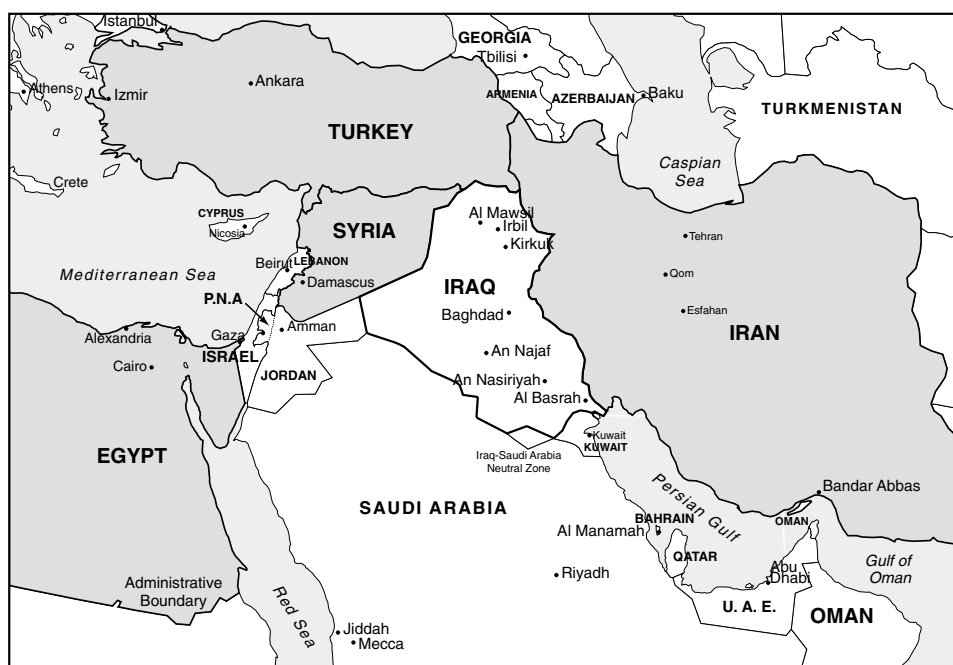 Istanbul
GEORGIA
Tbilisi
Athens
Izmir
Ankara
ARMENIA
AZERBAIJAN
Baku
TURKMENISTAN
TURKEY
Caspian
Sea
Crete
CYPRUS
Nicosia
SYRIA
Al Mawsil
Irbil
Kirkuk
Tehran
Mediterranean Sea
Beirut
LEBANON
Damascus
IRAQ
Qom
P.N.A
Baghdad
Esfahan
IRAN
Alexandria
Gaza
Amman
ISRAEL
Cairo
JORDAN
An Najaf
An Nasiriyah
Al Basrah
Kuwait
KUWAIT
Iraq-Saudi Arabia
Neutral Zone
EGYPT
SAUDI ARABIA
Persian Gulf
Bandar Abbas
BAHRAIN
Al Manamah
OMAN
QATAR
Gulf of
Oman
Abu
Dhabi
Riyadh
Administrative
Boundary
Red Sea
U. A. E.
OMAN
Jiddah
Mecca